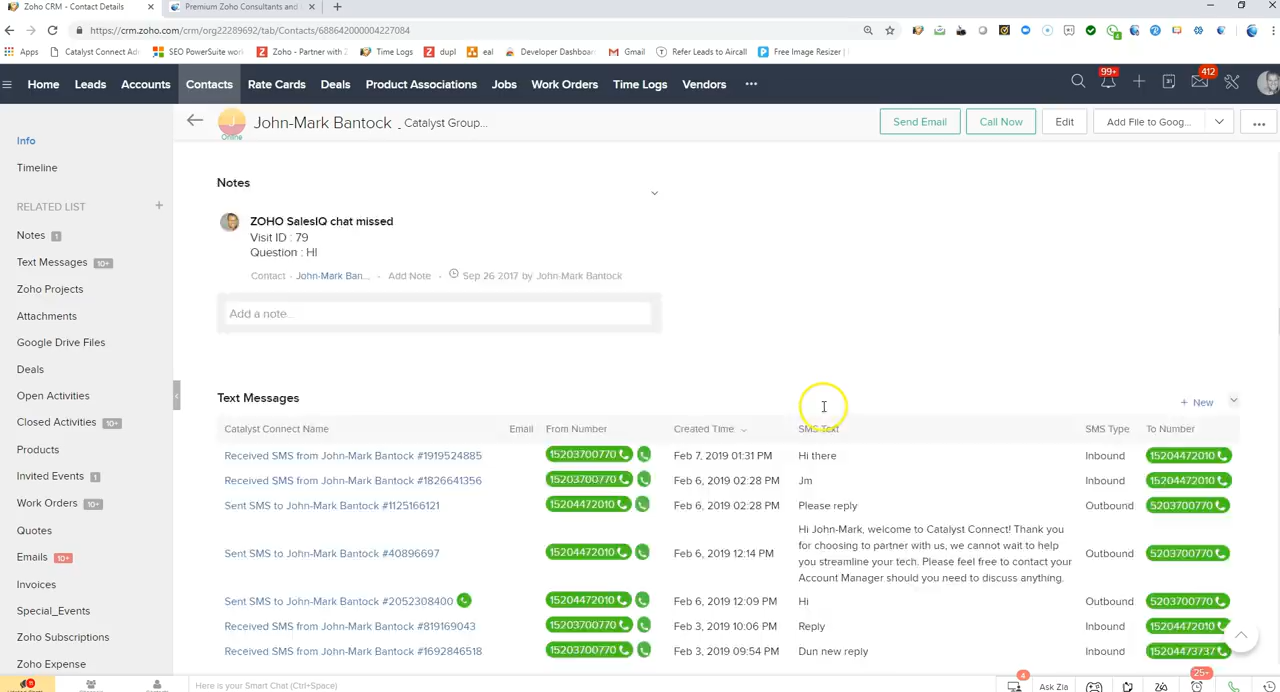 Zoho CRM - Contact Details
Premium Zoho Consultants and
https://crm.zoho.com/crm/org22289692/tab/Contacts/608642000004227084
Apps
Catalyst Connect Ad
SEO PowerSuite work
Zoho - Partner with Z
Time Logs
dupl
eal
Developer Dashboar
Gmail
Refer Leads to Aircall
Free Image Resizer
Home Leads Accounts Contacts Rate Cards Deals Product Associations Jobs Work Orders Time Logs Vendors
99+
412
John-Mark Bantock - Catalyst Group...
Online
Send Email
Call Now
Edit
Add File to Goog...
Info
Timeline
RELATED LIST
Notes 1
Text Messages 10+
Zoho Projects
Attachments
Google Drive Files
Deals
Open Activities
Closed Activities 10+
Products
Invited Events 1
Work Orders 10+
Quotes
Emails 10+
Invoices
Special_Events
Zoho Subscriptions
Zoho Expense
Notes
ZOHO SalesIQ chat missed
Visit ID : 79
Question : HI
Contact - John-Mark Ban... • Add Note • Sep 26 2017 by John-Mark Bantock
Add a note...
Text Messages
+ New
Catalyst Connect Name Email From Number Created Time SMS Text SMS Type To Number
Received SMS from John-Mark Bantock #1919524885 15203700770 Feb 7, 2019 01:31 PM Hi there Inbound 15204472010
Received SMS from John-Mark Bantock #1826641356 15203700770 Feb 6, 2019 02:28 PM Jm Inbound 15204472010
Sent SMS to John-Mark Bantock #1125166121 15204472010 Feb 6, 2019 02:28 PM Please reply Outbound 5203700770
Hi John-Mark, welcome to Catalyst Connect! Thank you
for choosing to partner with us, we cannot wait to help
Sent SMS to John-Mark Bantock #40896697 15204472010 Feb 6, 2019 12:14 PM you streamline your tech. Please feel free to contact your Outbound 5203700770
Account Manager should you need to discuss anything.
Sent SMS to John-Mark Bantock #2052308400 15204472010 Feb 6, 2019 12:09 PM Hi Outbound 5203700770
Received SMS from John-Mark Bantock #819169043 15203700770 Feb 3, 2019 10:06 PM Reply Inbound 15204472010
Received SMS from John-Mark Bantock #1692846518 15203700770 Feb 3, 2019 09:54 PM Dun new reply Inbound 15204473737
Here is your Smart Chat (Ctrl+Space)
4
Ask Zia
25+